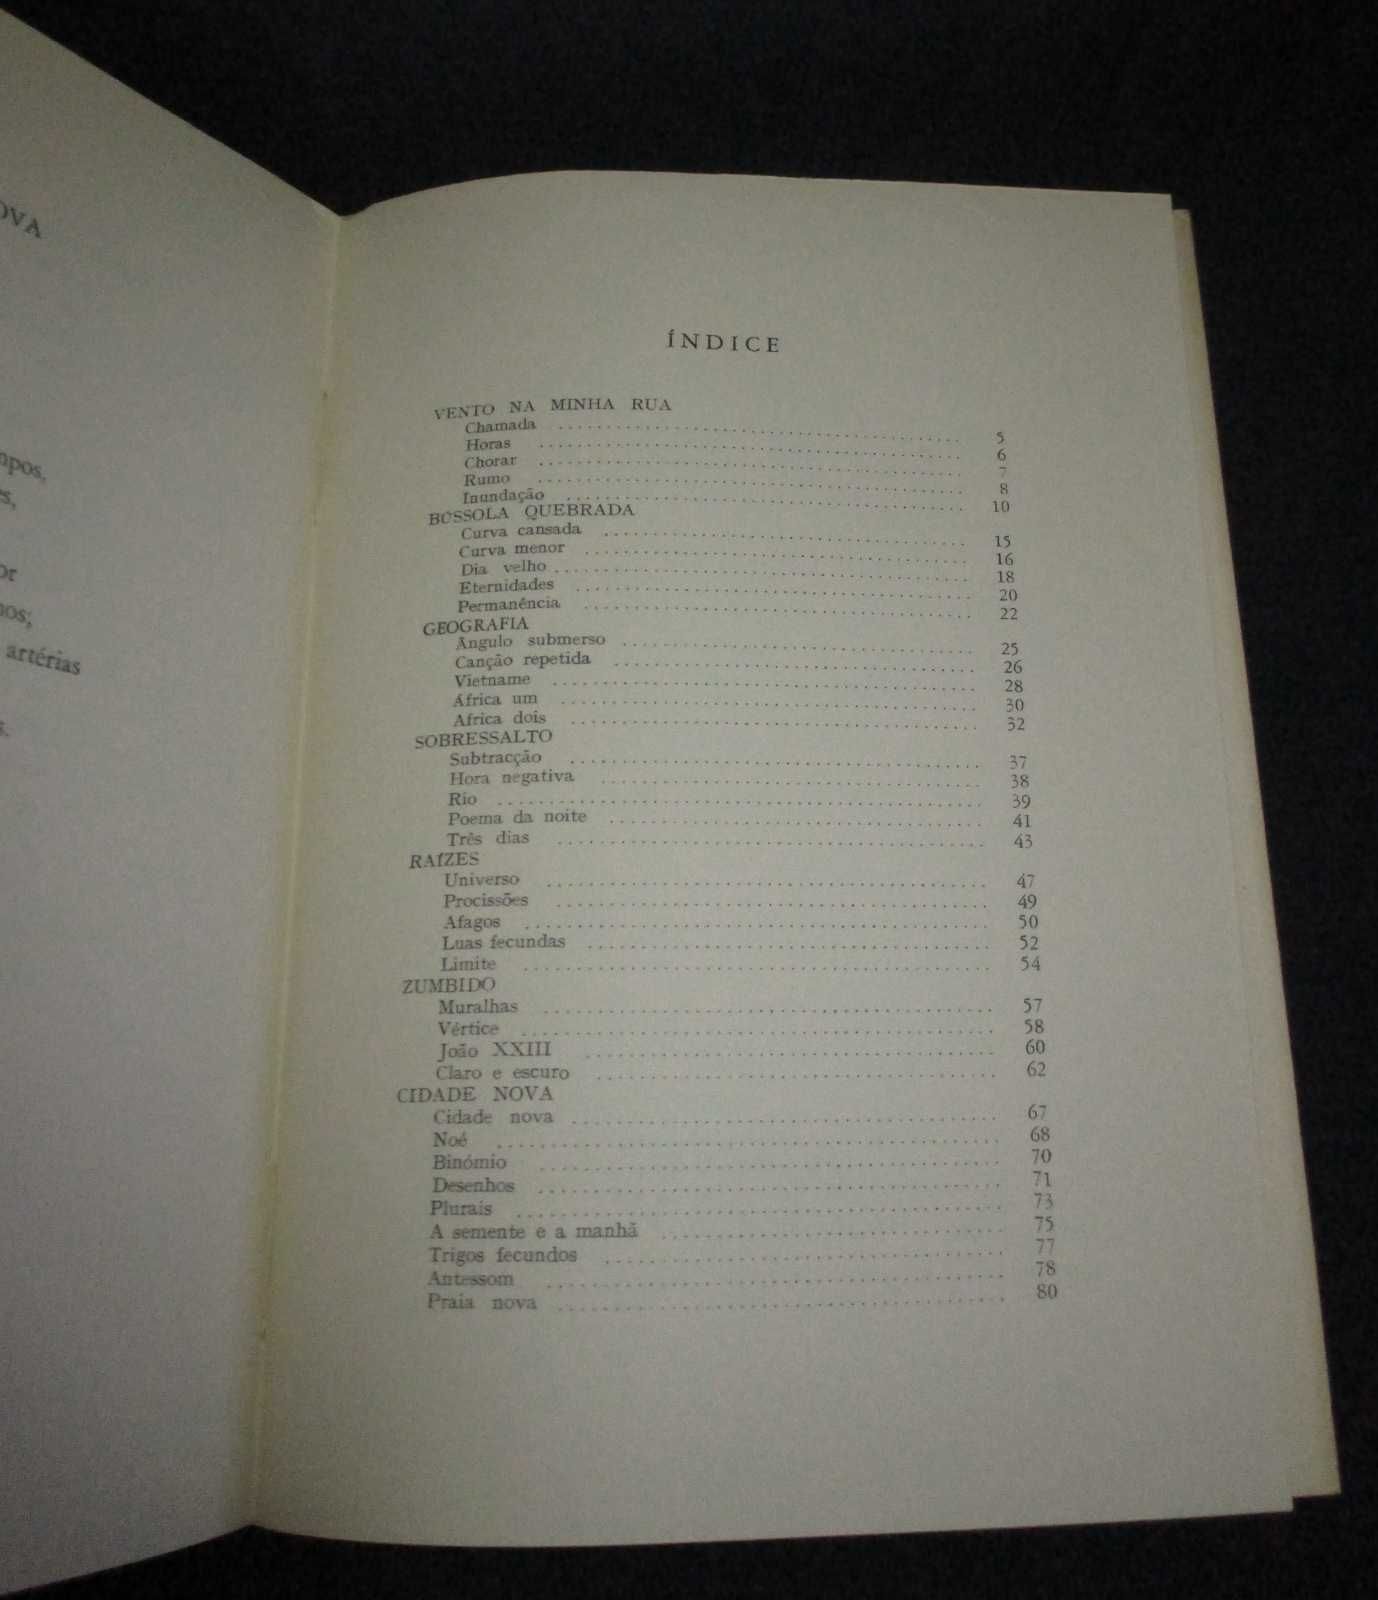 artérias
ÍNDICE
VENTO NA MINHA RUA
Chamada ........................................ 5
Horas ........................................ 6
Chorar ........................................ 7
Rumo ........................................ 8
Inundação ........................................ 10
BÚSSOLA QUEBRADA
Curva cansada ........................................ 15
Curva menor ........................................ 16
Dia velho ........................................ 18
Eternidades ........................................ 20
Permanência ........................................ 22
GEOGRAFIA
Ângulo submerso ........................................ 25
Canção repetida ........................................ 26
Vietname ........................................ 28
África um ........................................ 30
Africa dois ........................................ 32
SOBRESSALTO
Subtracção ........................................ 37
Hora negativa ........................................ 38
Rio ........................................ 39
Poema da noite ........................................ 41
Três dias ........................................ 43
RAÍZES
Universo ........................................ 47
Procissões ........................................ 49
Afagos ........................................ 50
Luas fecundas ........................................ 52
Limite ........................................ 54
ZUMBIDO
Muralhas ........................................ 57
Vértice ........................................ 58
João XXIII ........................................ 60
Claro e escuro ........................................ 62
CIDADE NOVA
Cidade nova ........................................ 67
Noé ........................................ 68
Binómio ........................................ 70
Desenhos ........................................ 71
Plurais ........................................ 73
A semente e a manhã ........................................ 75
Trigos fecundos ........................................ 77
Antessom ........................................ 78
Praia nova ........................................ 80